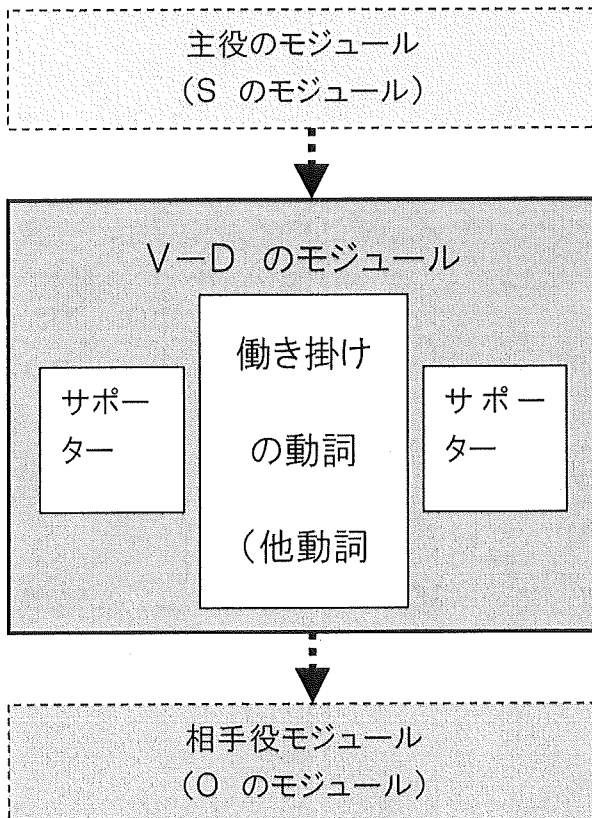 主役のモジュール
（S のモジュール）
V－D のモジュール
働き掛け
の動詞
（他動詞
サポー
ター
サポー
ター
相手役モジュール
（O のモジュール）